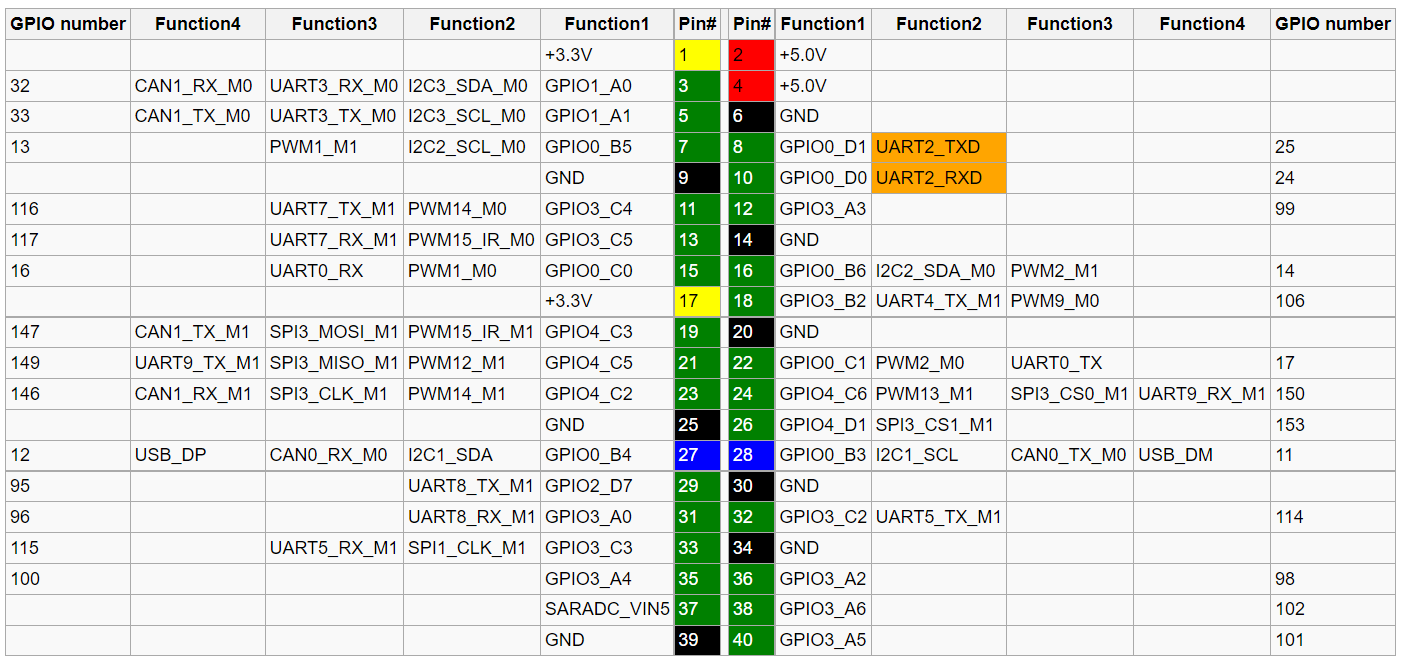 GPIO number Function4 Function3 Function2 Function1 Pin# Pin# Function1 Function2 Function3 Function4 GPIO number
+3.3V 1 2 +5.0V
32 CAN1_RX_M0 UART3_RX_M0 I2C3_SDA_M0 GPIO1_A0 3 4 +5.0V
33 CAN1_TX_M0 UART3_TX_M0 I2C3_SCL_M0 GPIO1_A1 5 6 GND
13 PWM1_M1 I2C2_SCL_M0 GPIO0_B5 7 8 GPIO0_D1 UART2_TXD 25
GND 9 10 GPIO0_D0 UART2_RXD 24
116 UART7_TX_M1 PWM14_M0 GPIO3_C4 11 12 GPIO3_A3 99
117 UART7_RX_M1 PWM15_IR_M0 GPIO3_C5 13 14 GND
16 UART0_RX PWM1_M0 GPIO0_C0 15 16 GPIO0_B6 I2C2_SDA_M0 PWM2_M1 14
+3.3V 17 18 GPIO3_B2 UART4_TX_M1 PWM9_M0 106
147 CAN1_TX_M1 SPI3_MOSI_M1 PWM15_IR_M1 GPIO4_C3 19 20 GND
149 UART9_TX_M1 SPI3_MISO_M1 PWM12_M1 GPIO4_C5 21 22 GPIO0_C1 PWM2_M0 UART0_TX 17
146 CAN1_RX_M1 SPI3_CLK_M1 PWM14_M1 GPIO4_C2 23 24 GPIO4_C6 PWM13_M1 SPI3_CS0_M1 UART9_RX_M1 150
GND 25 26 GPIO4_D1 SPI3_CS1_M1 153
12 USB_DP CAN0_RX_M0 I2C1_SDA GPIO0_B4 27 28 GPIO0_B3 I2C1_SCL CAN0_TX_M0 USB_DM 11
95 UART8_TX_M1 GPIO2_D7 29 30 GND
96 UART8_RX_M1 GPIO3_A0 31 32 GPIO3_C2 UART5_TX_M1 114
115 UART5_RX_M1 SPI1_CLK_M1 GPIO3_C3 33 34 GND
100 GPIO3_A4 35 36 GPIO3_A2 98
SARADC_VIN5 37 38 GPIO3_A6 102
GND 39 40 GPIO3_A5 101